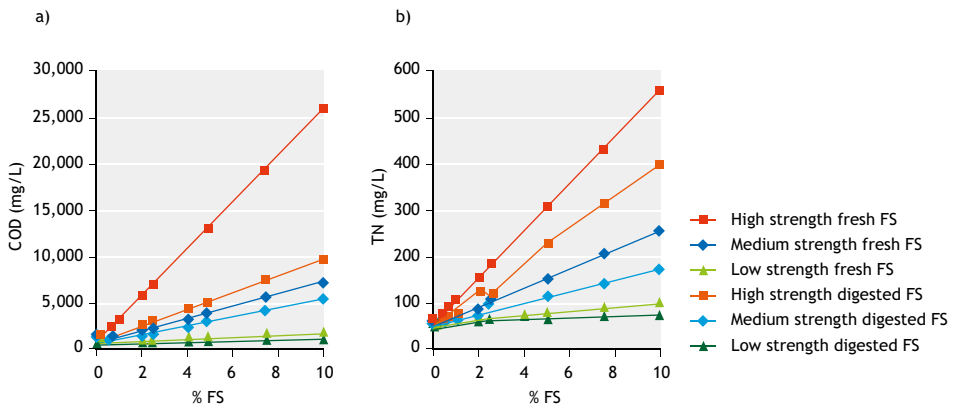 a)
30,000
25,000
20,000
15,000
10,000
5,000
0
COD (mg/L)
0 2 4 6 8 10
% FS
b)
600
500
400
300
200
100
0
TN (mg/L)
0 2 4 6 8 10
% FS
High strength fresh FS
Medium strength fresh FS
Low strength fresh FS
High strength digested FS
Medium strength digested FS
Low strength digested FS